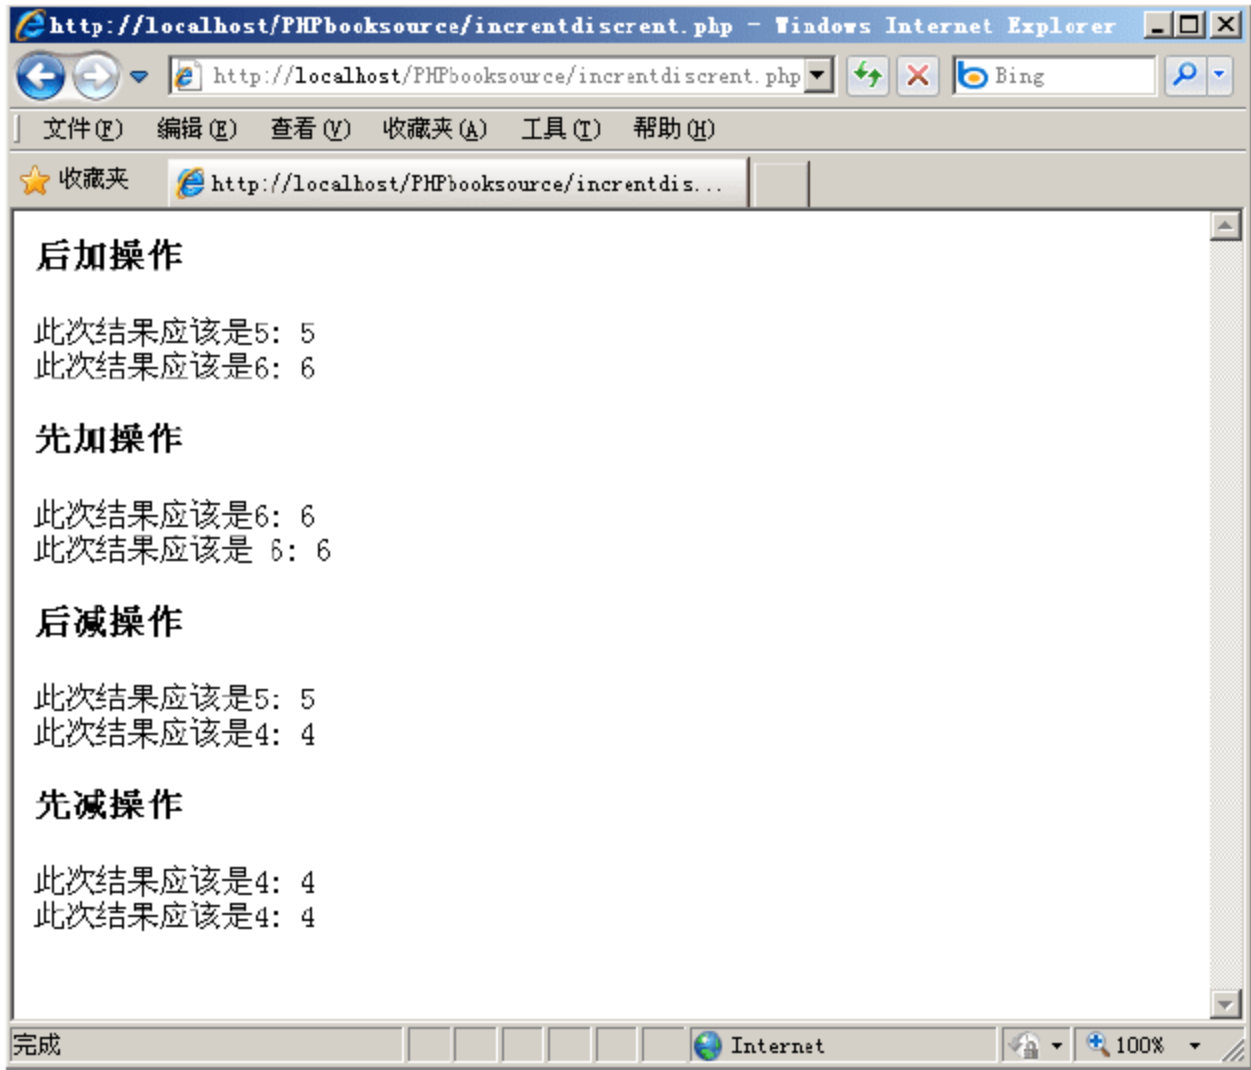 http://localhost/PHPbooksource/increntdiscrent.php - Windows Internet Explorer
http://localhost/PHPbooksource/increntdiscrent.php Bing
文件(F) 编辑(E) 查看(V) 收藏夹(A) 工具(T) 帮助(H)
收藏夹 http://localhost/PHPbooksource/increntdis...
后加操作
此次结果应该是5: 5
此次结果应该是6: 6
先加操作
此次结果应该是6: 6
此次结果应该是 6: 6
后减操作
此次结果应该是5: 5
此次结果应该是4: 4
先减操作
此次结果应该是4: 4
此次结果应该是4: 4
完成 Internet 100%